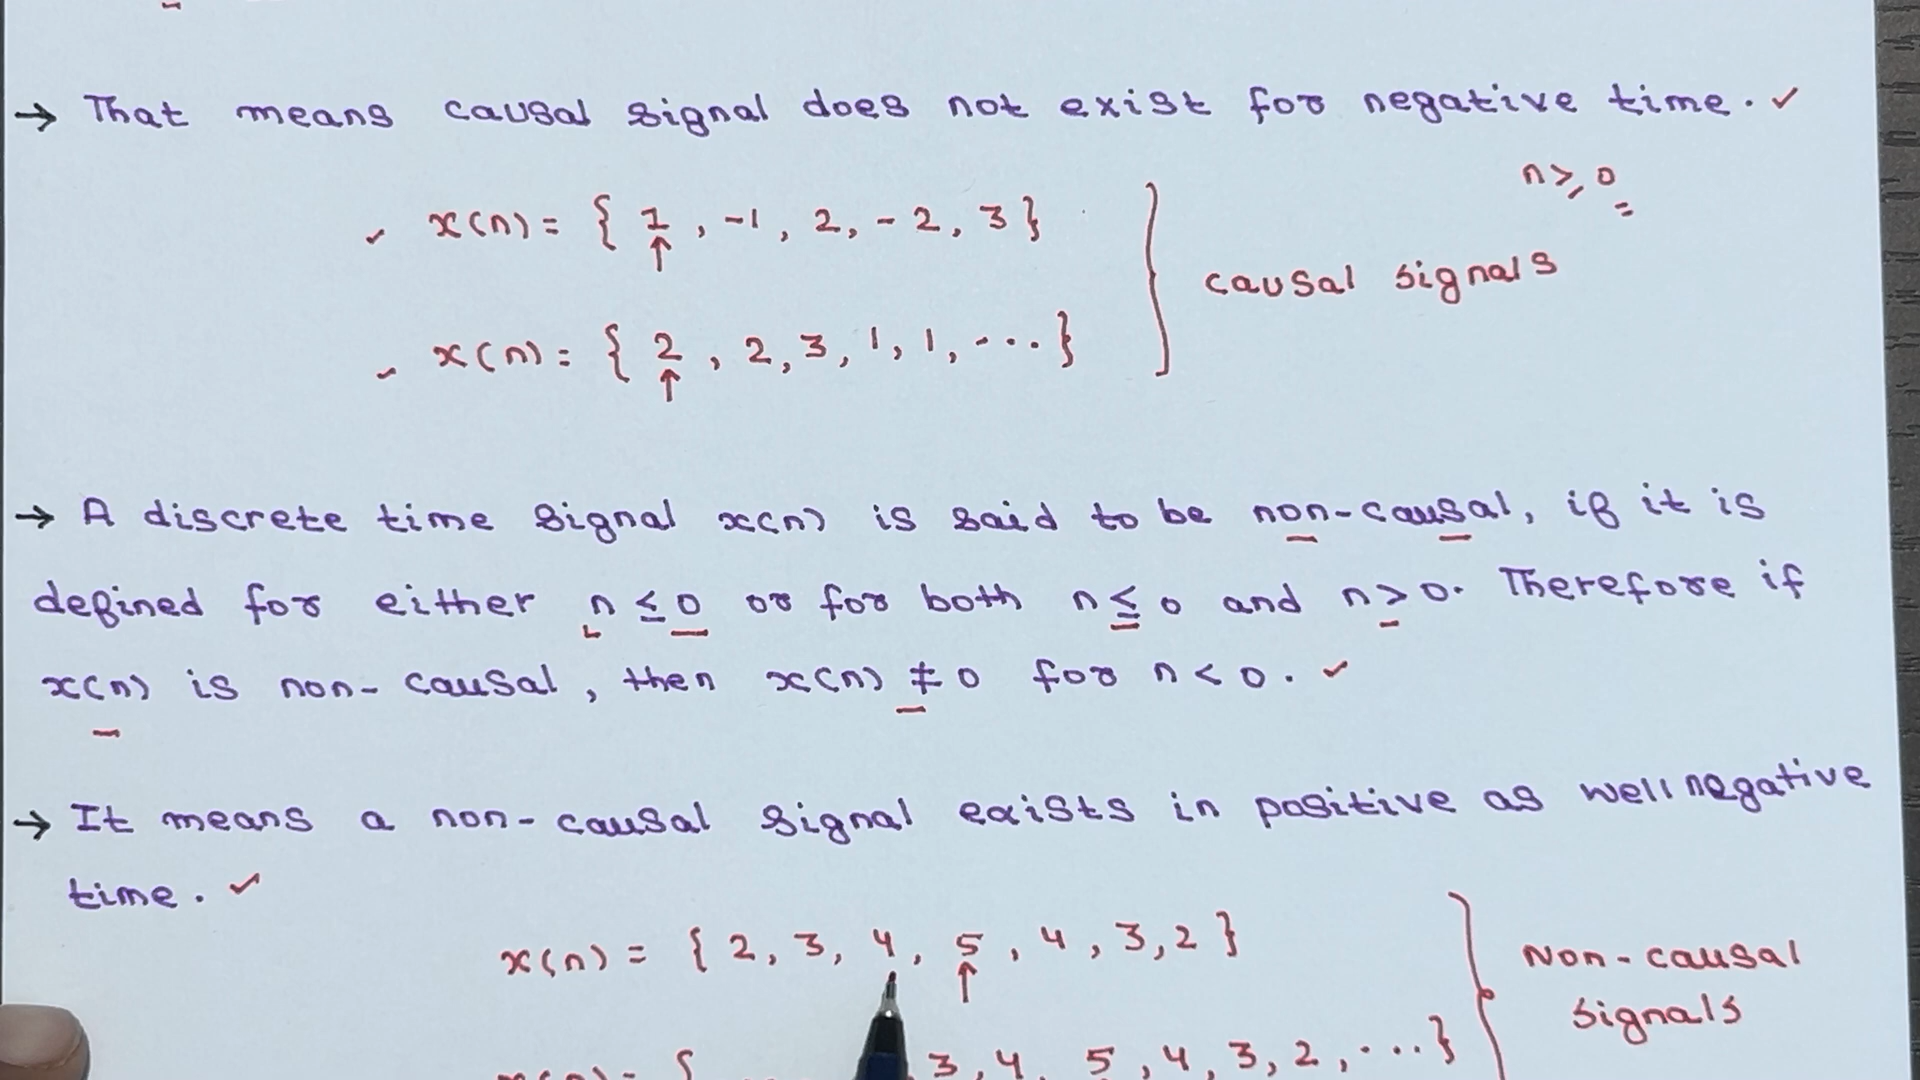 → That means causal signal does not exist for negative time. ✓
n ≥ 0
✓ x(n) = { 1, -1, 2, -2, 3 }
↑
causal signals
✓ x(n) = { 2, 2, 3, 1, 1, ... }
↑
→ A discrete time signal x(n) is said to be non-causal, if it is
defined for either n ≤ 0 or for both n ≤ 0 and n > 0. Therefore if
x(n) is non-causal, then x(n) ≠ 0 for n < 0. ✓
→ It means a non-causal signal exists in positive as well negative
time. ✓
x(n) = { 2, 3, 4, 5, 4, 3, 2 }
↑
Non-causal
signals
3, 4, 5, 4, 3, 2, ... }